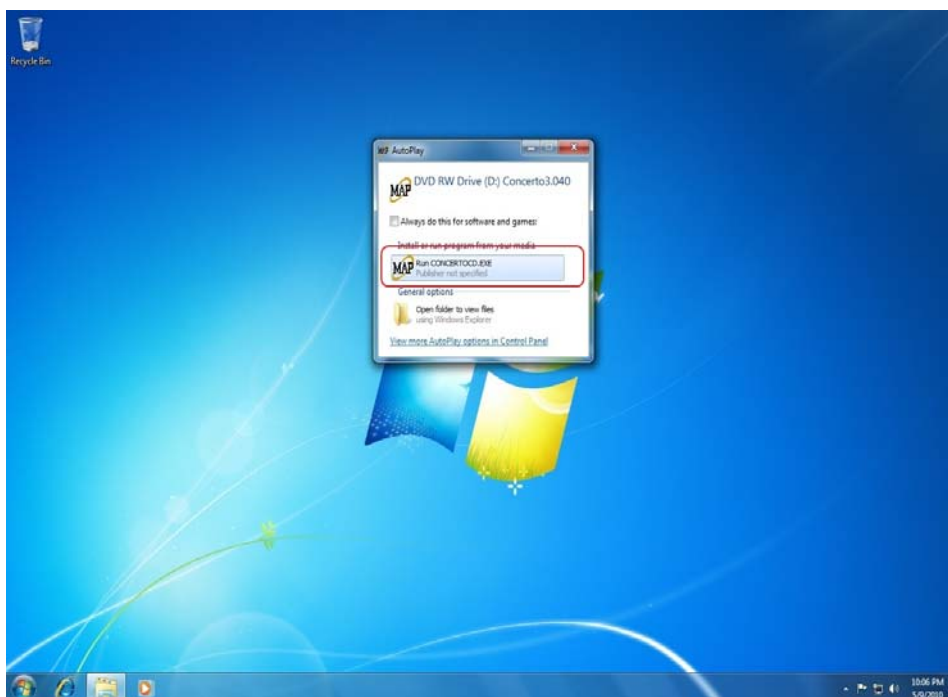 Recycle Bin
AutoPlay
MAP
DVD RW Drive (D:) Concerto3.040
Always do this for software and games:
Install or run program from your media
MAP
Run CONCERTOCD.EXE
Publisher not specified
General options
Open folder to view files
using Windows Explorer
View more AutoPlay options in Control Panel
10:06 PM